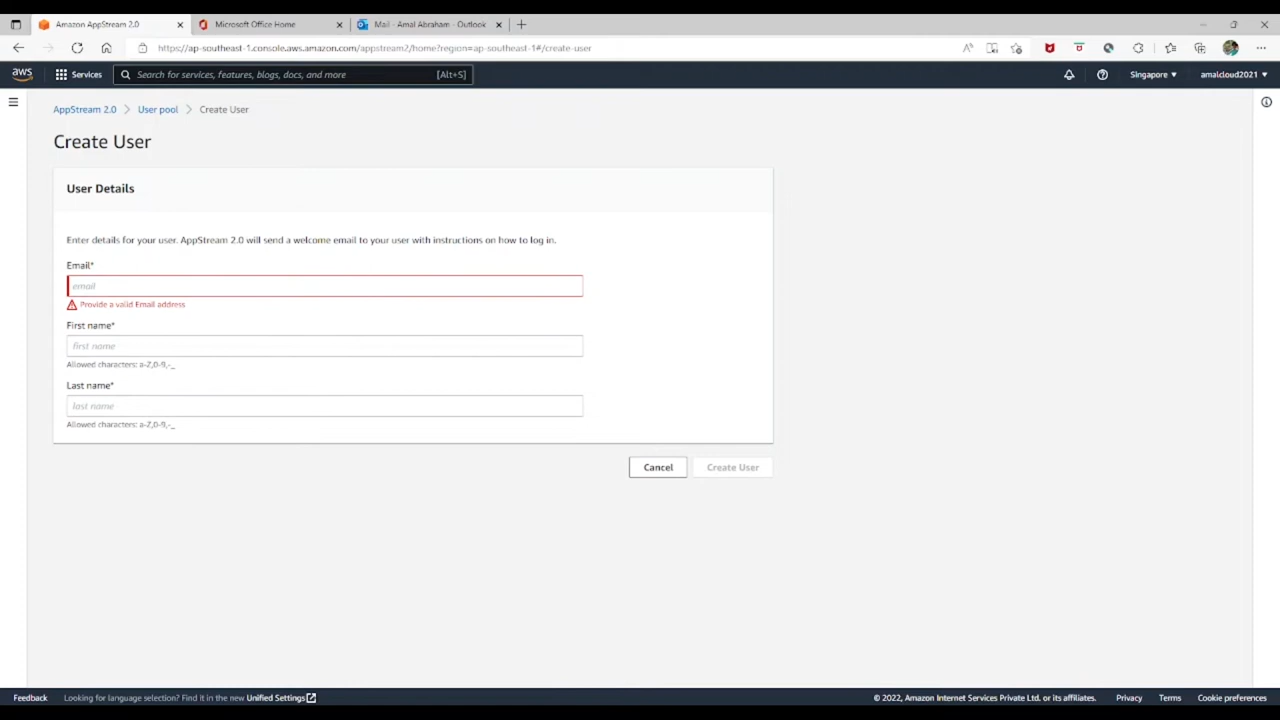 Amazon AppStream 2.0
Microsoft Office Home
Mail - Amal Abraham - Outlook
https://ap-southeast-1.console.aws.amazon.com/appstream2/home?region=ap-southeast-1#/create-user
aws
Services
Search for services, features, blogs, docs, and more
[Alt+S]
Singapore
amalcloud2021
AppStream 2.0
User pool
Create User
Create User
User Details
Enter details for your user. AppStream 2.0 will send a welcome email to your user with instructions on how to log in.
Email*
email
Provide a valid Email address
First name*
first name
Allowed characters: a-Z,0-9,-_
Last name*
last name
Allowed characters: a-Z,0-9,-_
Cancel
Create User
Feedback
Looking for language selection? Find it in the new Unified Settings
© 2022, Amazon Internet Services Private Ltd. or its affiliates.
Privacy
Terms
Cookie preferences